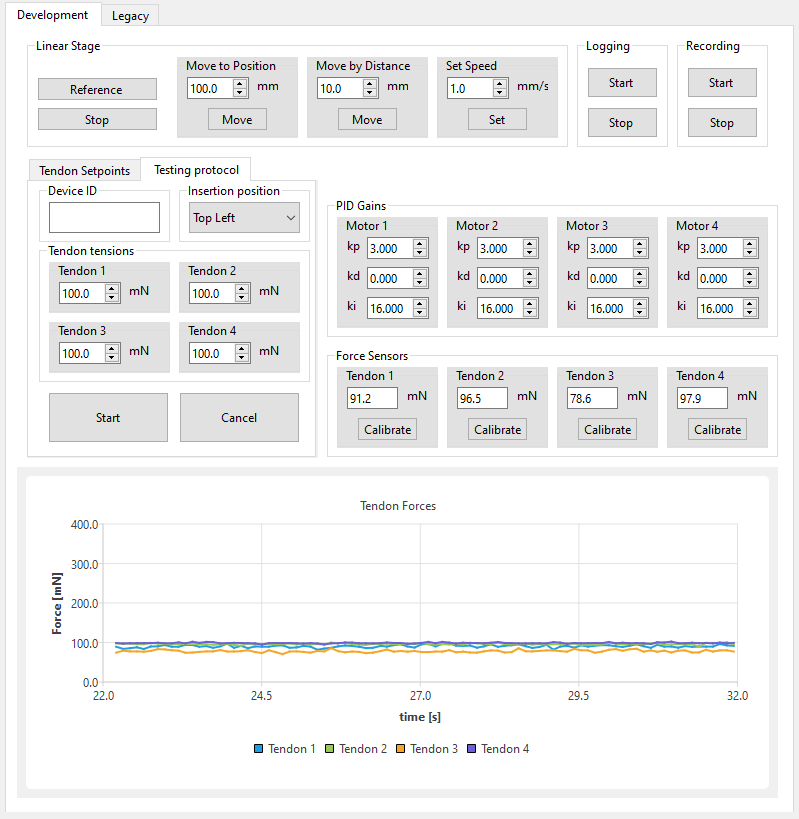 Development Legacy
Linear Stage
Reference
Stop
Move to Position
100.0 mm
Move
Move by Distance
10.0 mm
Move
Set Speed
1.0 mm/s
Set
Logging
Start
Stop
Recording
Start
Stop
Tendon Setpoints Testing protocol
Device ID
Insertion position
Top Left
Tendon tensions
Tendon 1
100.0 mN
Tendon 2
100.0 mN
Tendon 3
100.0 mN
Tendon 4
100.0 mN
Start
Cancel
PID Gains
Motor 1
kp 3.000
kd 0.000
ki 16.000
Motor 2
kp 3.000
kd 0.000
ki 16.000
Motor 3
kp 3.000
kd 0.000
ki 16.000
Motor 4
kp 3.000
kd 0.000
ki 16.000
Force Sensors
Tendon 1
91.2 mN
Calibrate
Tendon 2
96.5 mN
Calibrate
Tendon 3
78.6 mN
Calibrate
Tendon 4
97.9 mN
Calibrate
Tendon Forces
Force [mN]
400.0
300.0
200.0
100.0
0.0
22.0 24.5 27.0 29.5 32.0
time [s]
Tendon 1 Tendon 2 Tendon 3 Tendon 4